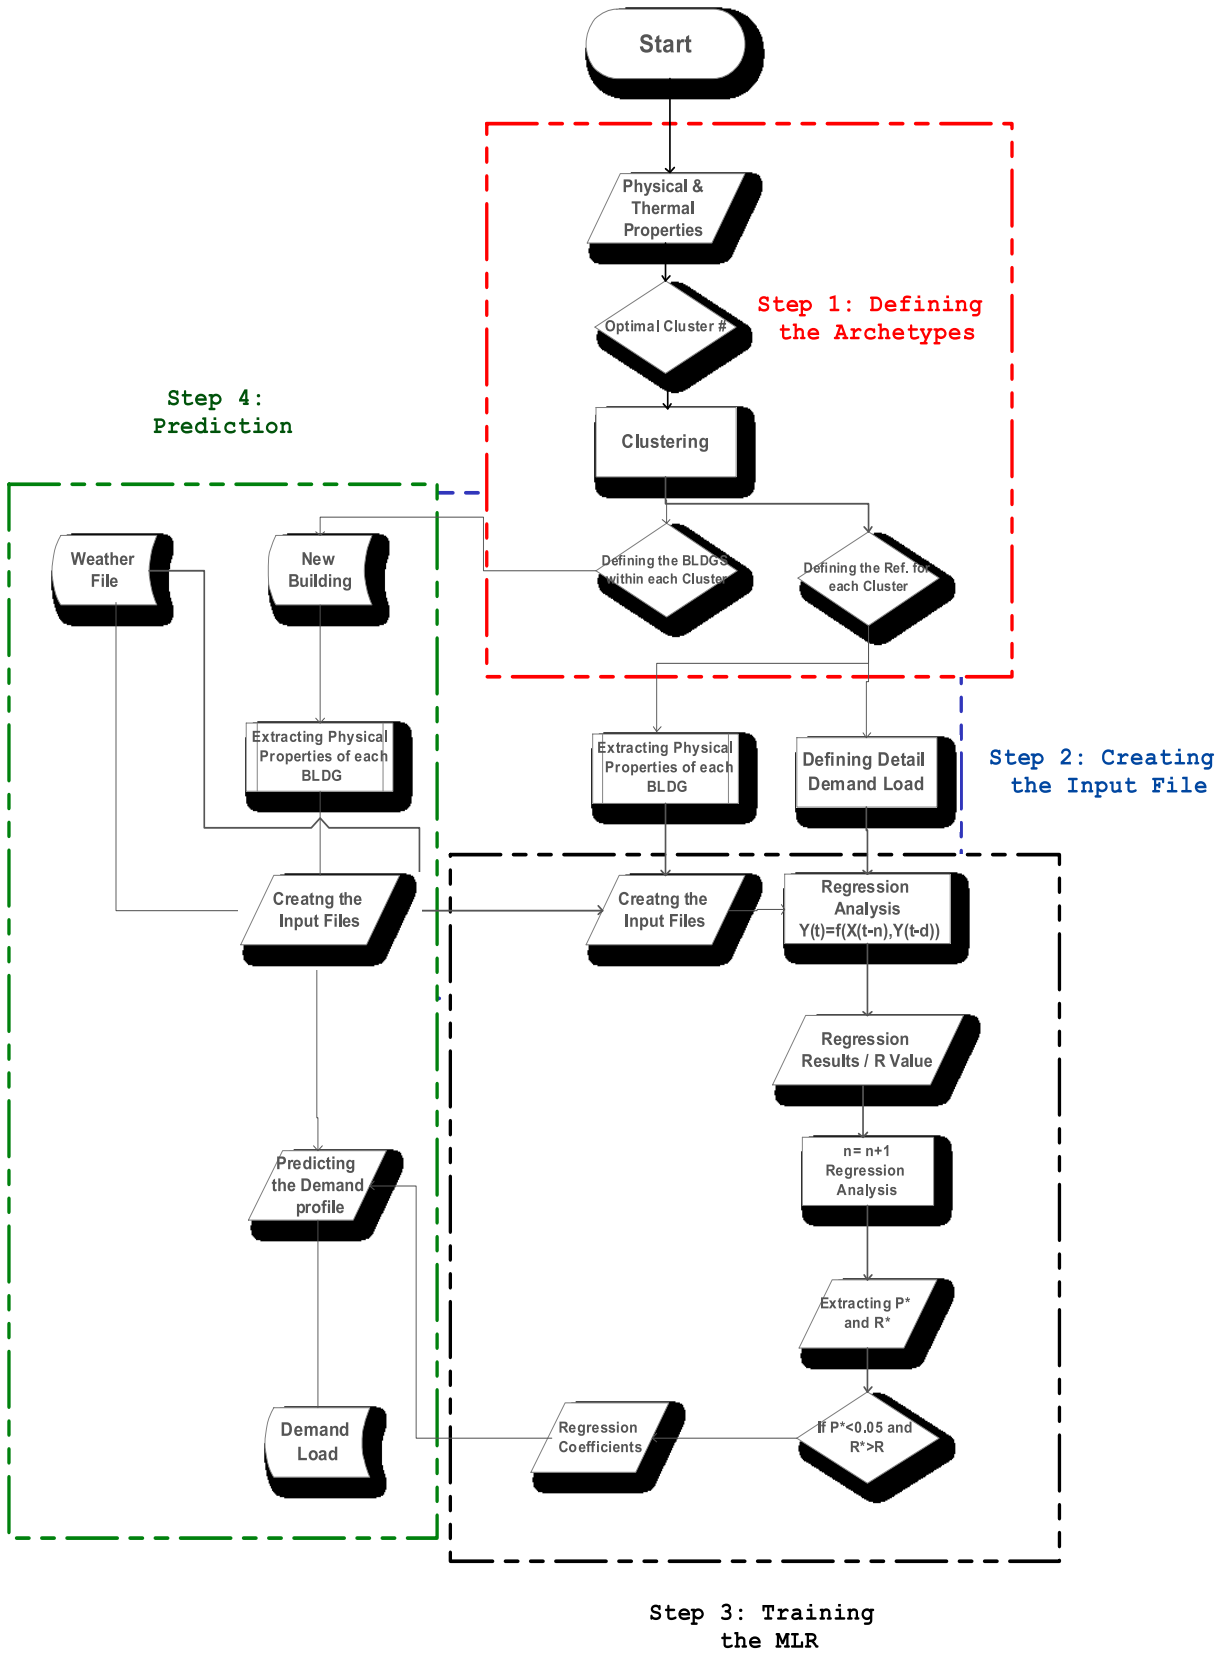 Start
Physical &
Thermal
Properties
Optimal Cluster #
Step 1: Defining
the Archetypes
Clustering
Step 4:
Prediction
Weather
File
New
Building
Defining the BLDGS
within each Cluster
Defining the Ref. for
each Cluster
Extracting Physical
Properties of each
BLDG
Extracting Physical
Properties of each
BLDG
Defining Detail
Demand Load
Step 2: Creating
the Input File
Creatng the
Input Files
Creatng the
Input Files
Regression
Analysis
Y(t)=f(X(t-n),Y(t-d))
Regression
Results / R Value
n= n+1
Regression
Analysis
Predicting
the Demand
profile
Extracting P*
and R*
Demand
Load
Regression
Coefficients
If P*<0.05 and
R*>R
Step 3: Training
the MLR